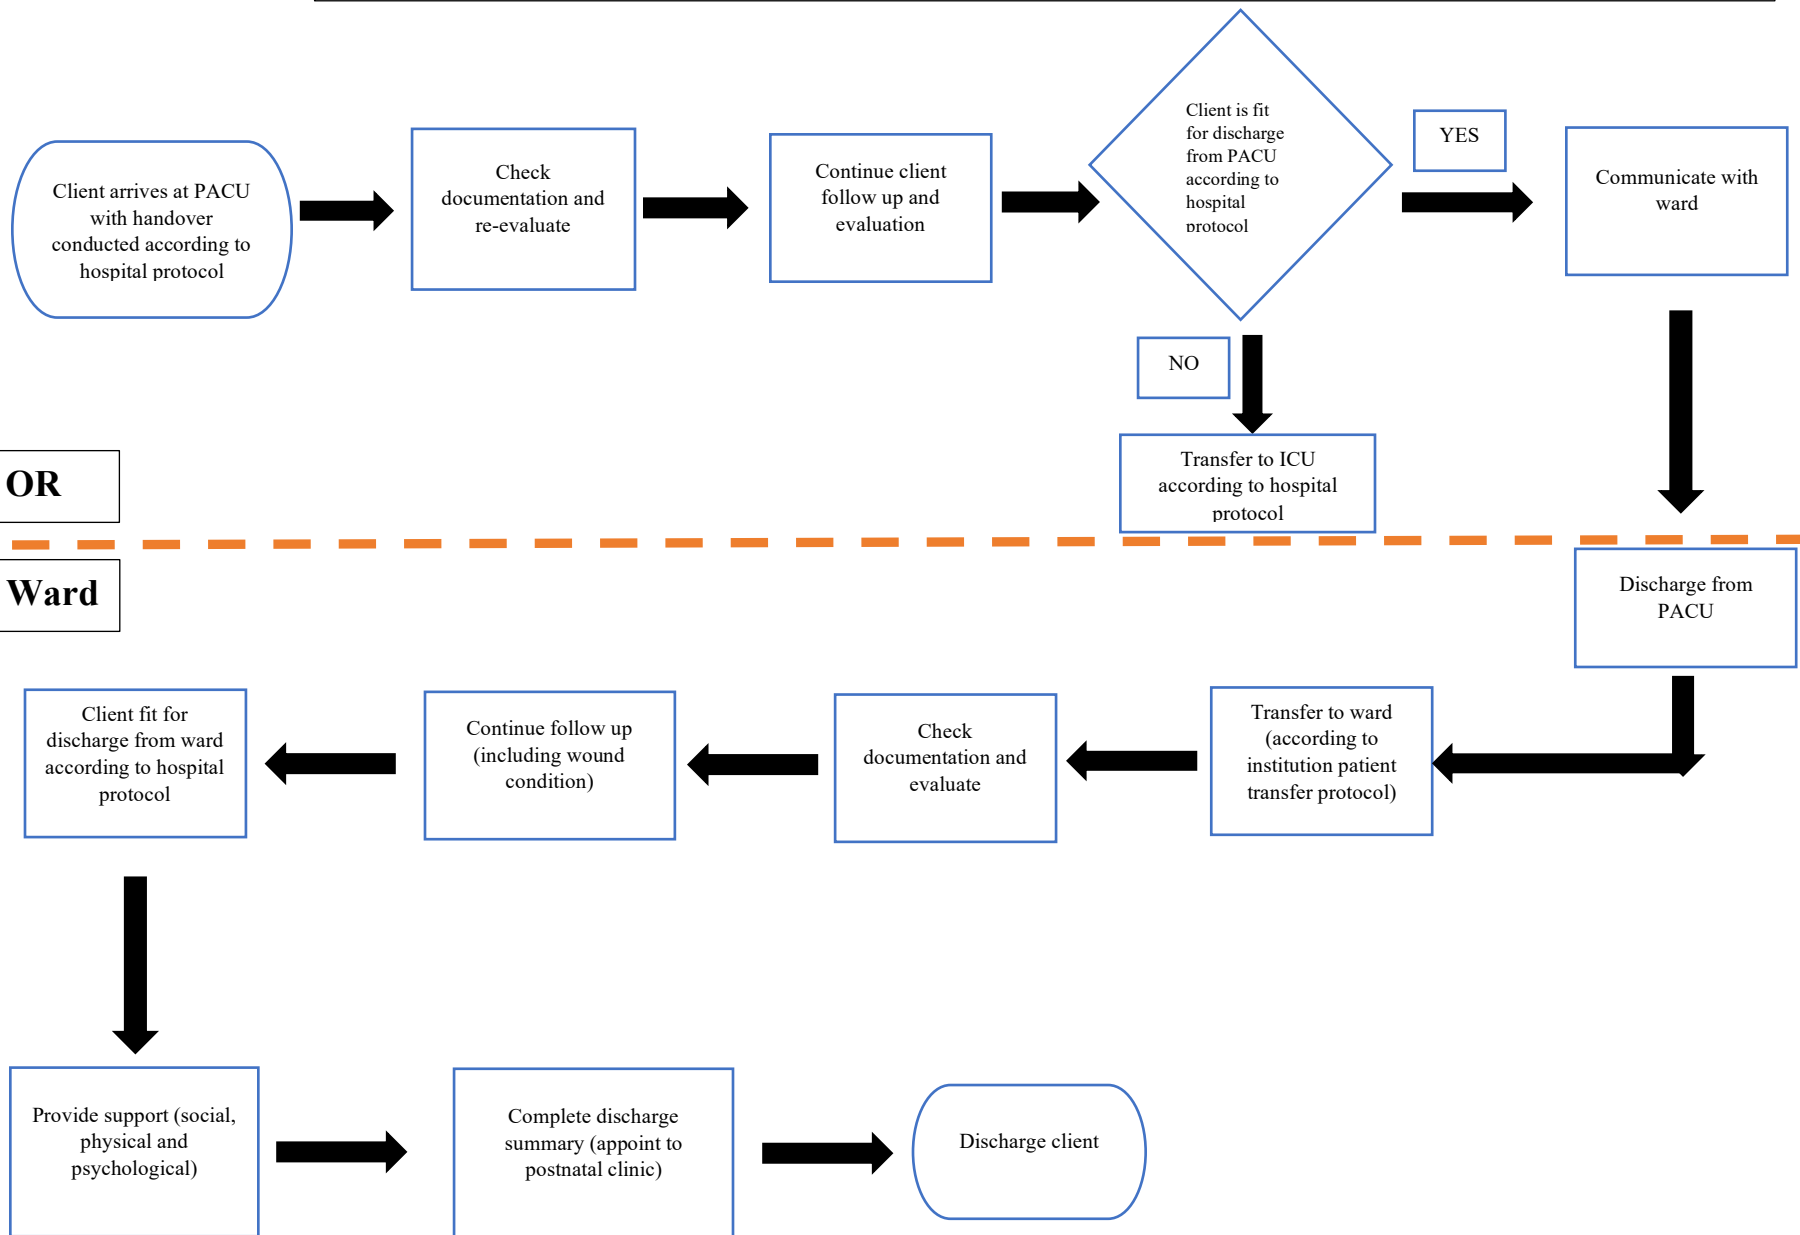 Client arrives at PACU
with handover
conducted according to
hospital protocol
Check
documentation and
re-evaluate
Continue client
follow up and
evaluation
Client is fit
for discharge
from PACU
according to
hospital
protocol
YES
Communicate with
ward
NO
Transfer to ICU
according to hospital
protocol
OR
Ward
Discharge from
PACU
Transfer to ward
(according to
institution patient
transfer protocol)
Check
documentation and
evaluate
Continue follow up
(including wound
condition)
Client fit for
discharge from ward
according to hospital
protocol
Provide support (social,
physical and
psychological)
Complete discharge
summary (appoint to
postnatal clinic)
Discharge client